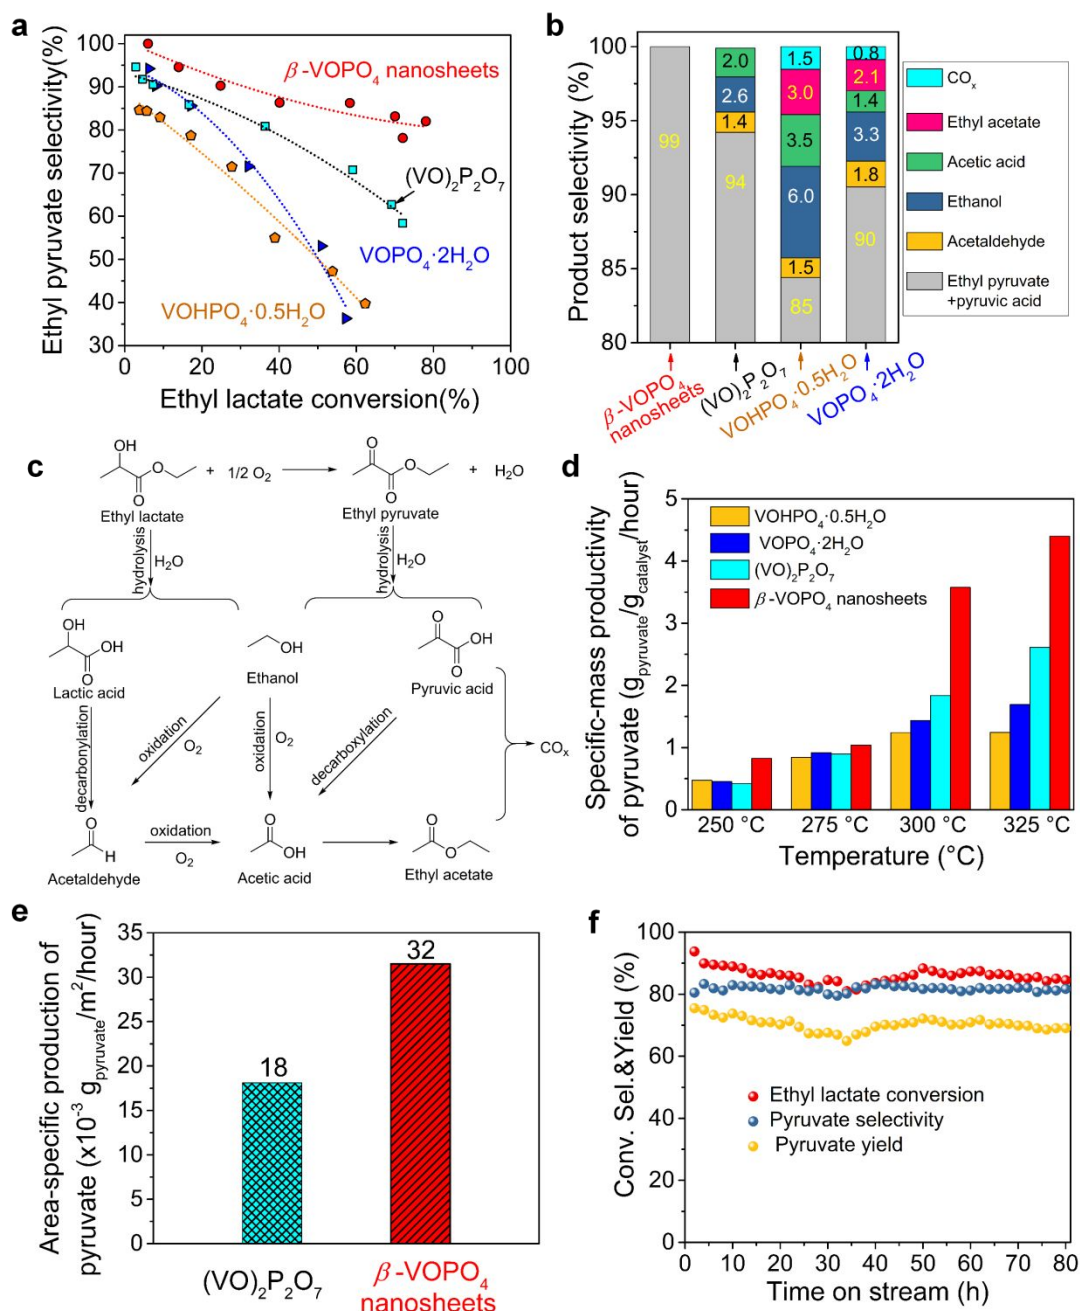 a
Ethyl pyruvate selectivity(%)
100
90
80
70
60
50
40
30
0 20 40 60 80 100
Ethyl lactate conversion(%)
β-VOPO₄ nanosheets
(VO)₂P₂O₇
VOPO₄·2H₂O
VOHPO₄·0.5H₂O
b
Product selectivity (%)
100
95
90
85
80
99
2.0
2.6
1.4
94
1.5
3.0
3.5
6.0
1.5
85
0.8
2.1
1.4
3.3
1.8
90
β-VOPO₄
nanosheets
(VO)₂P₂O₇
VOHPO₄·0.5H₂O
VOPO₄·2H₂O
COₓ
Ethyl acetate
Acetic acid
Ethanol
Acetaldehyde
Ethyl pyruvate
+pyruvic acid
c
OH
O
O
+ 1/2 O₂
O
O
O
+ H₂O
Ethyl lactate
Ethyl pyruvate
hydrolysis
H₂O
hydrolysis
H₂O
OH
OH
O
Lactic acid
OH
Ethanol
O
OH
O
Pyruvic acid
decarbonylation
oxidation
O₂
oxidation
O₂
decarboxylation
COₓ
O
H
Acetaldehyde
oxidation
O₂
O
OH
Acetic acid
O
O
Ethyl acetate
d
Specific-mass productivity
of pyruvate (g_pyruvate/g_catalyst/hour)
5
4
3
2
1
0
VOHPO₄·0.5H₂O
VOPO₄·2H₂O
(VO)₂P₂O₇
β-VOPO₄ nanosheets
250 °C 275 °C 300 °C 325 °C
Temperature (°C)
e
Area-specific production of
pyruvate (x10⁻³ g_pyruvate/m²/hour)
35
30
25
20
15
10
5
0
18
32
(VO)₂P₂O₇
β-VOPO₄
nanosheets
f
Conv. Sel.&Yield (%)
100
80
60
40
20
0
Ethyl lactate conversion
Pyruvate selectivity
Pyruvate yield
0 10 20 30 40 50 60 70 80
Time on stream (h)